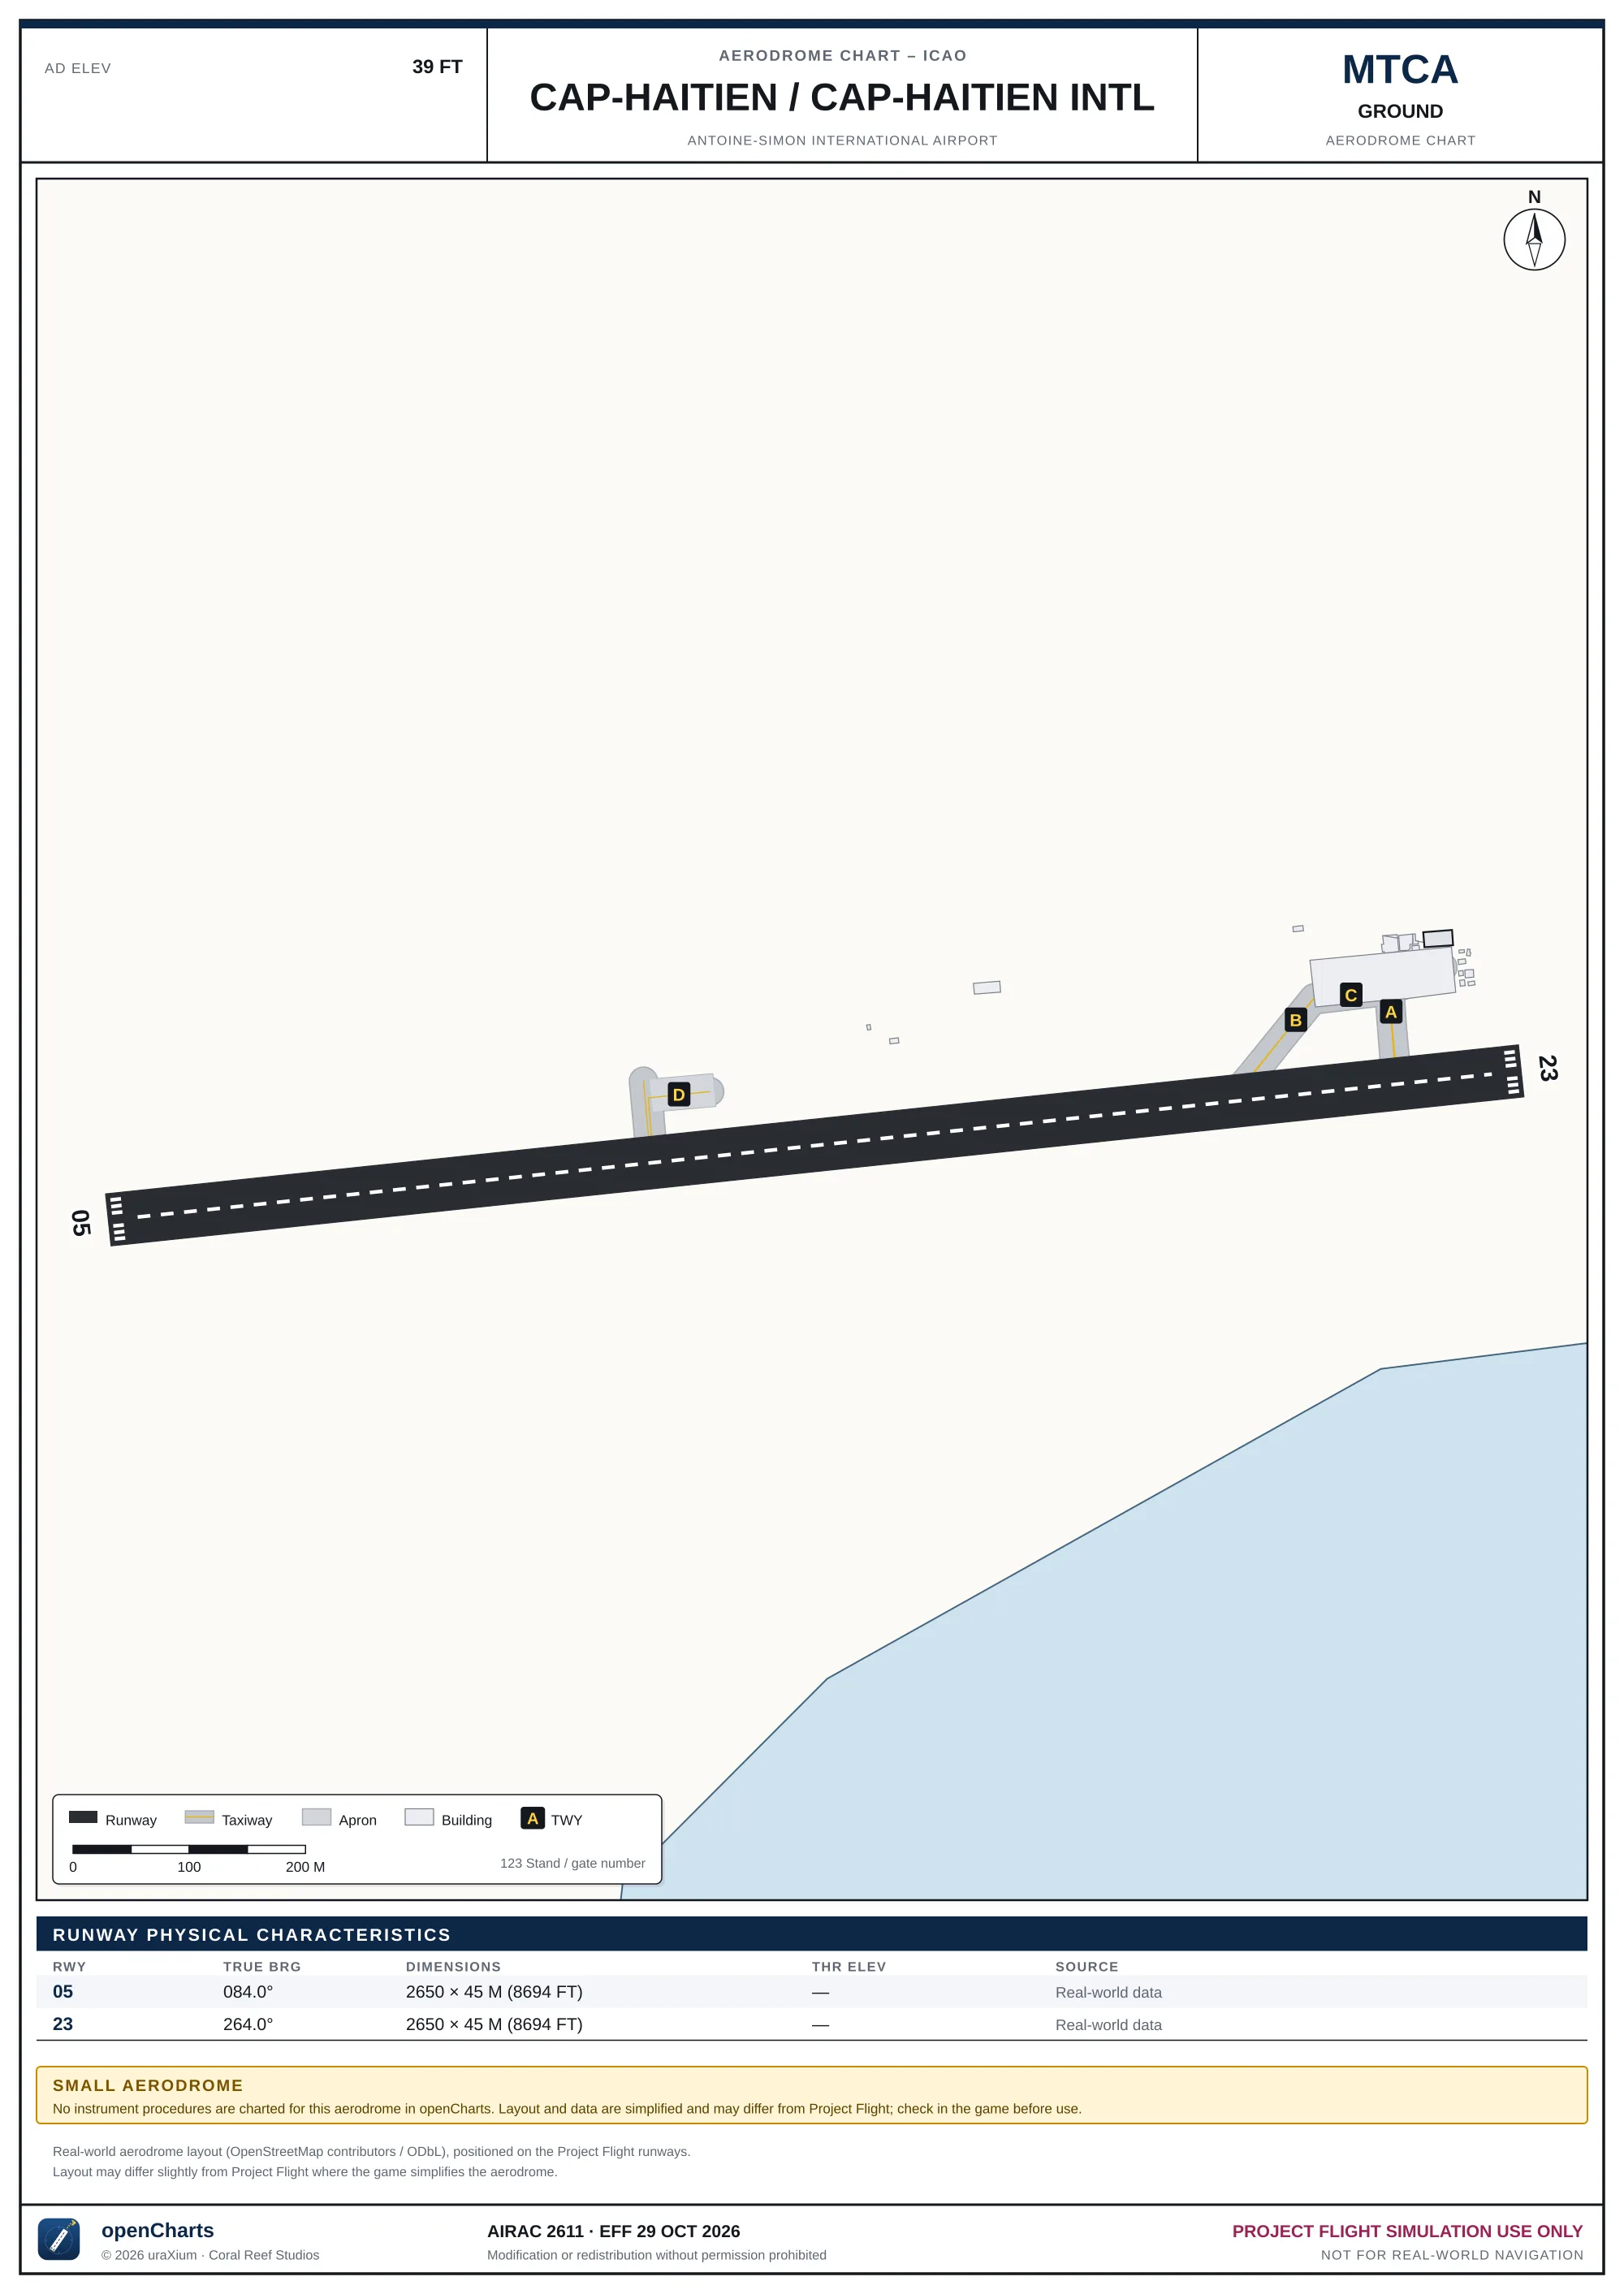 AD ELEV 39 FT
AERODROME CHART – ICAO
CAP-HAITIEN / CAP-HAITIEN INTL
ANTOINE-SIMON INTERNATIONAL AIRPORT
MTCA
GROUND
AERODROME CHART
N
C
A
B
23
D
05
Runway Taxiway Apron Building A TWY
0 100 200 M
123 Stand / gate number
RUNWAY PHYSICAL CHARACTERISTICS
RWY TRUE BRG DIMENSIONS THR ELEV SOURCE
05 084.0° 2650 × 45 M (8694 FT) — Real-world data
23 264.0° 2650 × 45 M (8694 FT) — Real-world data
SMALL AERODROME
No instrument procedures are charted for this aerodrome in openCharts. Layout and data are simplified and may differ from Project Flight; check in the game before use.
Real-world aerodrome layout (OpenStreetMap contributors / ODbL), positioned on the Project Flight runways.
Layout may differ slightly from Project Flight where the game simplifies the aerodrome.
openCharts
© 2026 uraXium · Coral Reef Studios
AIRAC 2611 · EFF 29 OCT 2026
Modification or redistribution without permission prohibited
PROJECT FLIGHT SIMULATION USE ONLY
NOT FOR REAL-WORLD NAVIGATION